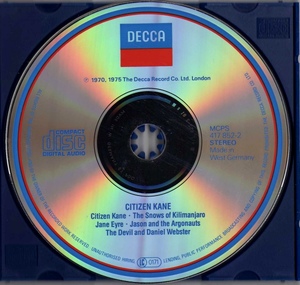 DECCA
℗ 1970, 1975 The Decca Record Co. Ltd. London
COMPACT
disc
DIGITAL AUDIO
MCPS
417 852-2
STEREO
Made in
West Germany
CITIZEN KANE
Citizen Kane · The Snows of Kilimanjaro
Jane Eyre · Jason and the Argonauts
The Devil and Daniel Webster